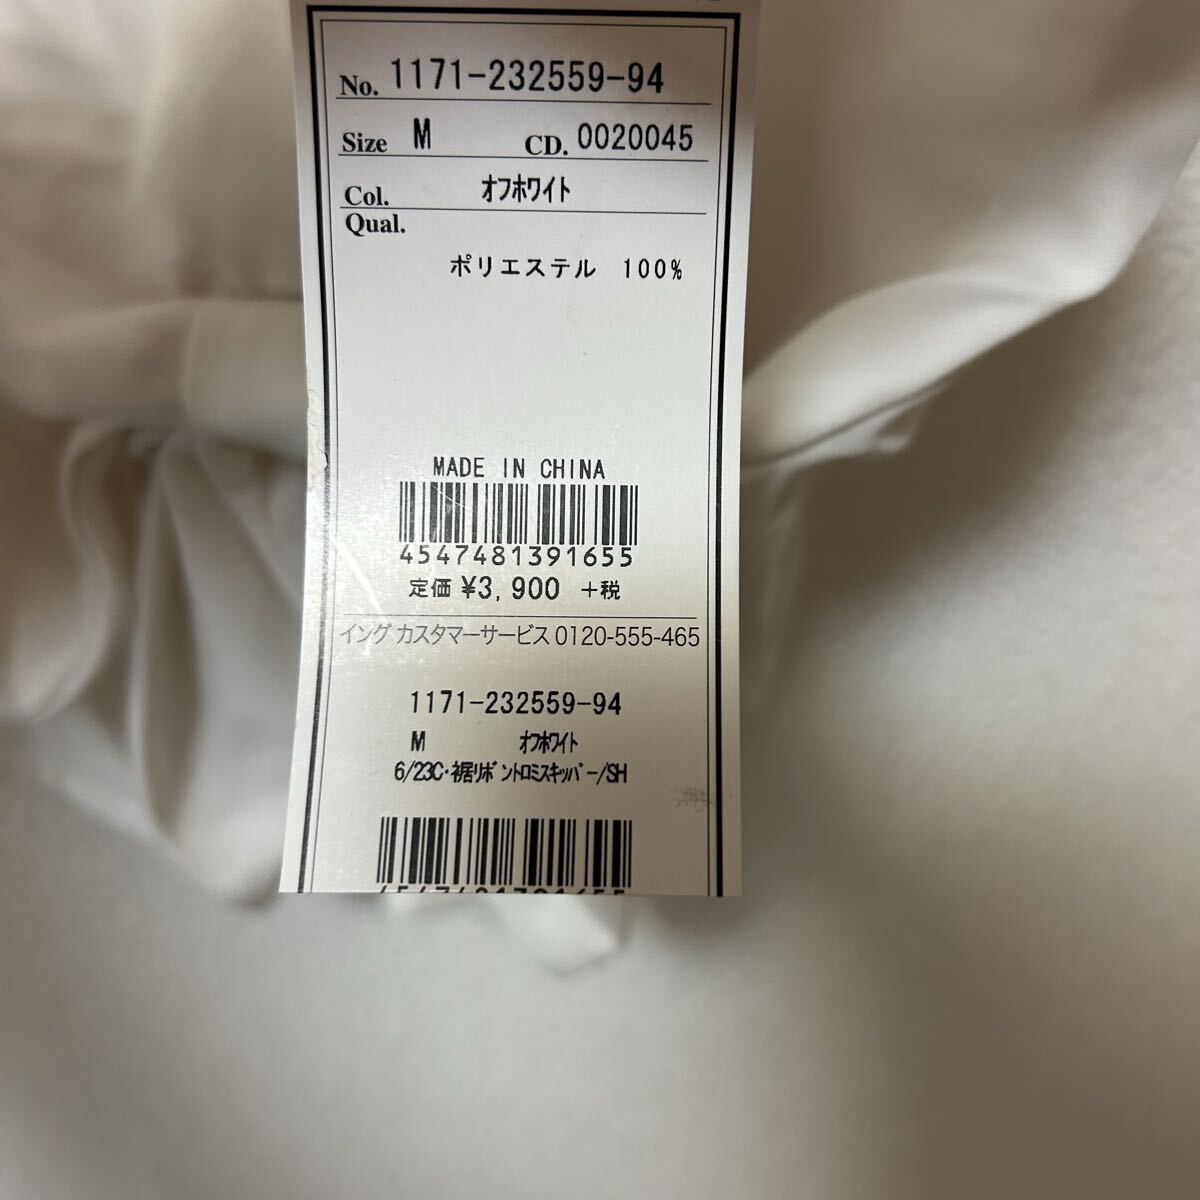 No. 1171-232559-94
Size M CD. 0020045
Col. オフホワイト
Qual.
ポリエステル 100%
MADE IN CHINA
4547481391655
定価 ¥3,900 +税
イング カスタマーサービス 0120-555-465
1171-232559-94
M オフホワイト
6/23C・裾リボントロミスキッパー/SH
4547481391655